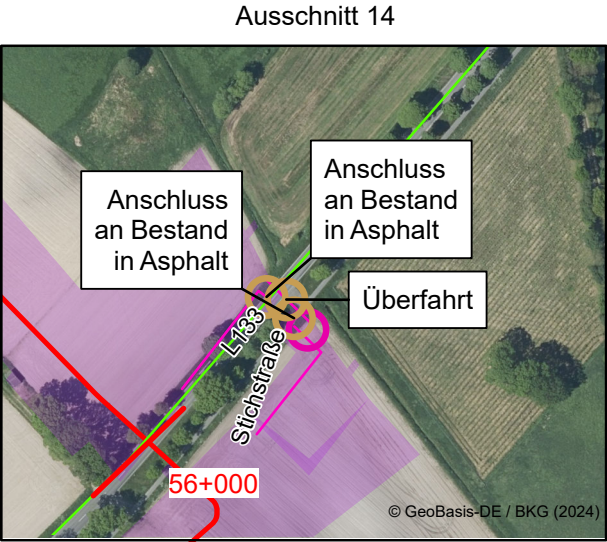 Ausschnitt 14
Anschluss
an Bestand
in Asphalt
Anschluss
an Bestand
in Asphalt
Überfahrt
L133
Stichstraße
56+000
© GeoBasis-DE / BKG (2024)